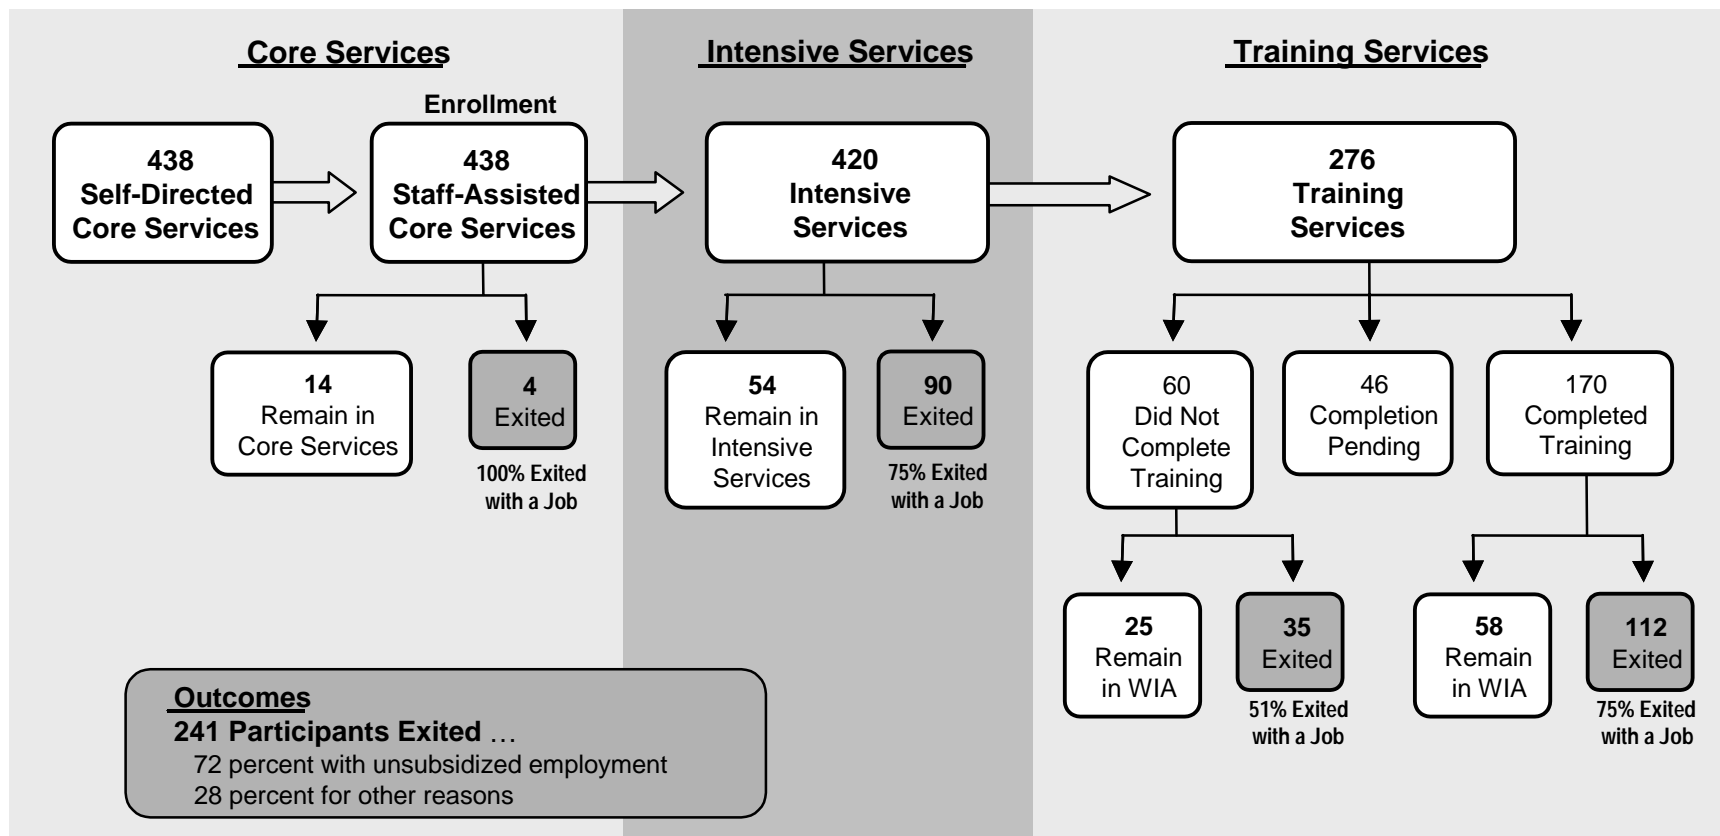 Core Services
Enrollment
438
Self-Directed
Core Services
438
Staff-Assisted
Core Services
14
Remain in
Core Services
4
Exited
100% Exited
with a Job
Intensive Services
420
Intensive
Services
54
Remain in
Intensive
Services
90
Exited
75% Exited
with a Job
Training Services
276
Training
Services
60
Did Not
Complete
Training
46
Completion
Pending
170
Completed
Training
25
Remain
in WIA
35
Exited
51% Exited
with a Job
58
Remain
in WIA
112
Exited
75% Exited
with a Job
Outcomes
241 Participants Exited …
72 percent with unsubsidized employment
28 percent for other reasons